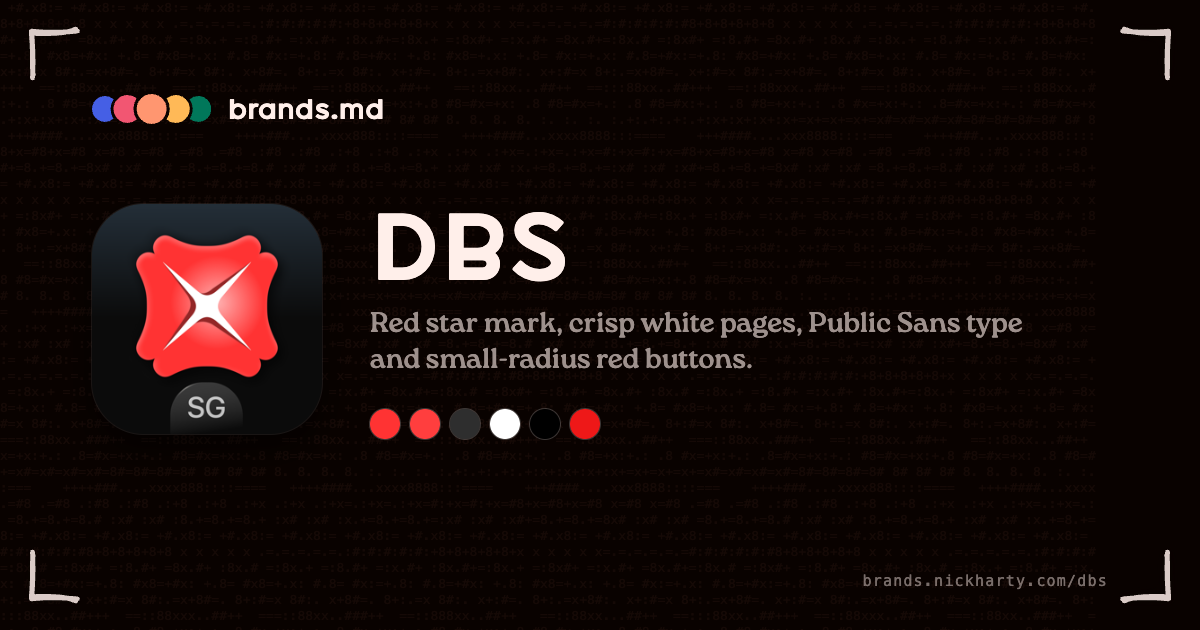 brands.md
DBS
Red star mark, crisp white pages, Public Sans type
and small-radius red buttons.
SG
brands.nickharty.com/dbs